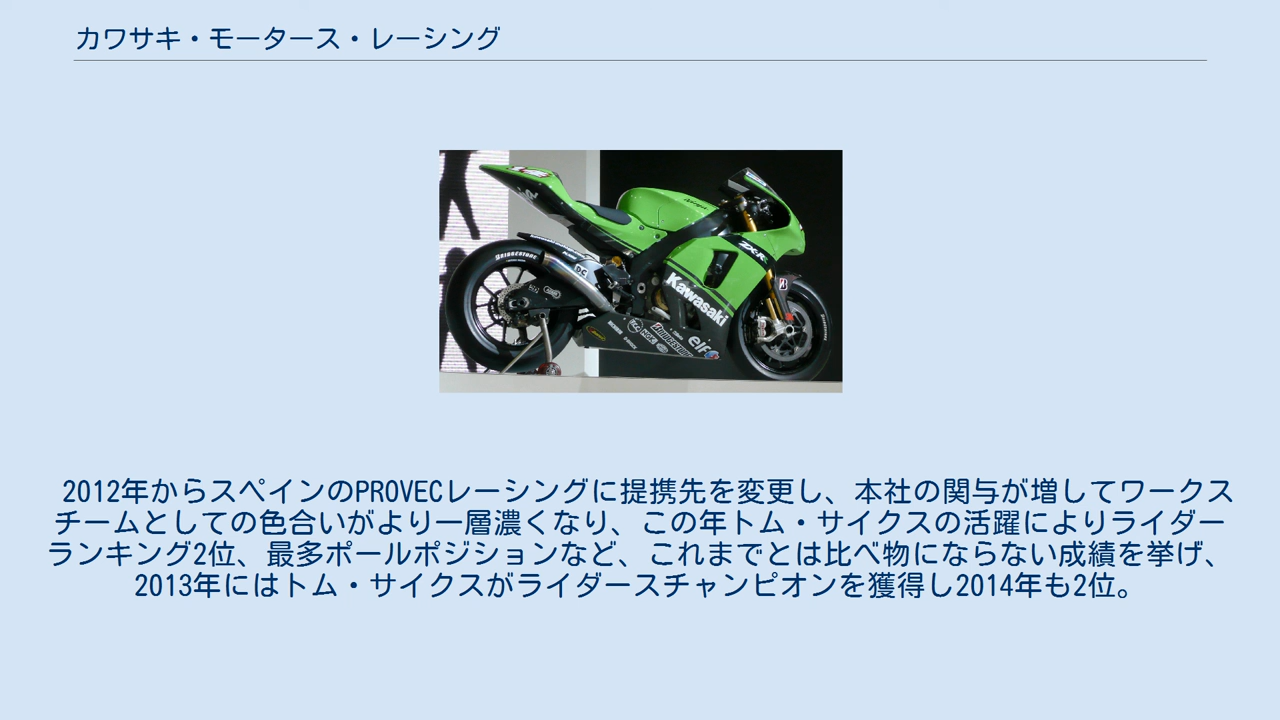 カワサキ・モータース・レーシング
BRIDGESTONE
ZX-RR
Kawasaki
BRIDGESTONE
elf
2012年からスペインのPROVECレーシングに提携先を変更し、本社の関与が増してワークス
チームとしての色合いがより一層濃くなり、この年トム・サイクスの活躍によりライダー
ランキング2位、最多ポールポジションなど、これまでとは比べ物にならない成績を挙げ、
2013年にはトム・サイクスがライダースチャンピオンを獲得し2014年も2位。